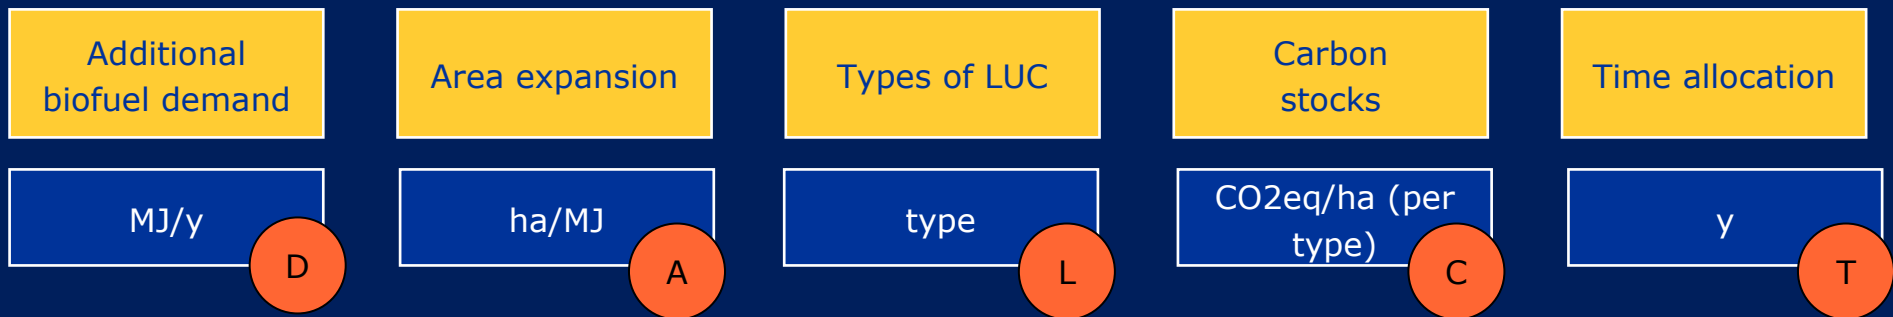 Additional
biofuel demand
Area expansion
Types of LUC
Carbon
stocks
Time allocation
MJ/y
D
ha/MJ
A
type
L
CO2eq/ha (per
type)
C
y
T